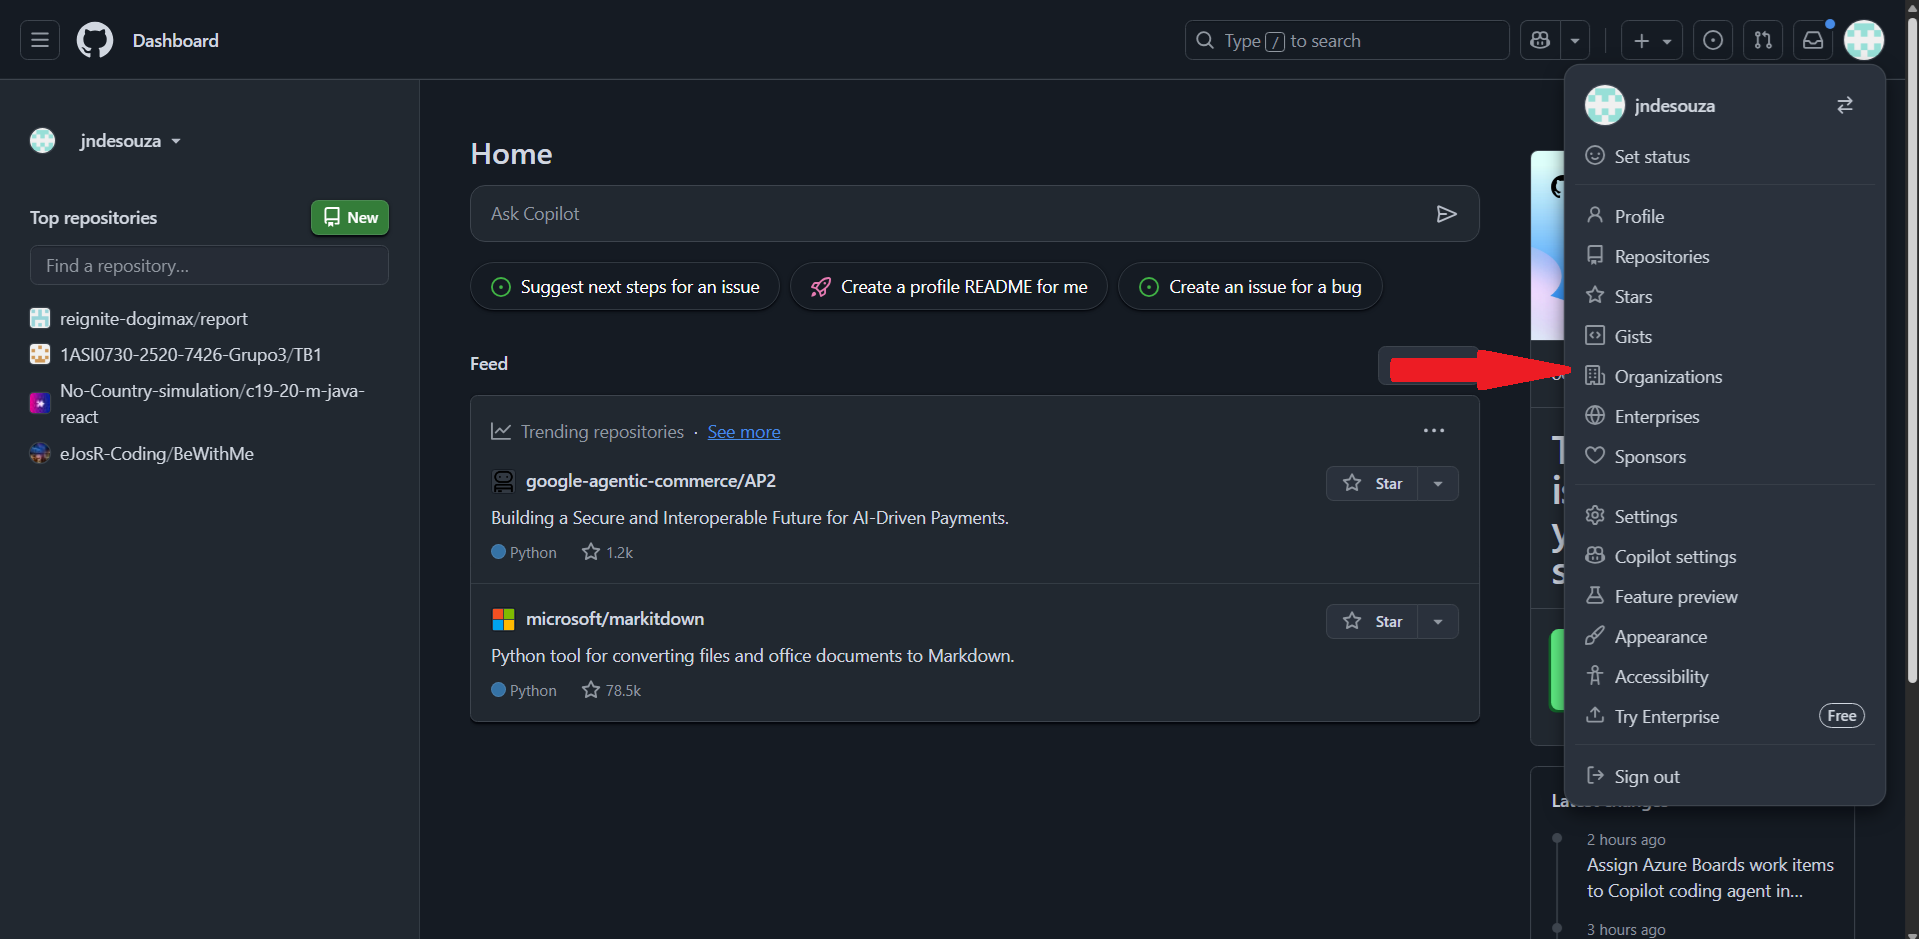 Dashboard
Type / to search
jndesouza
Top repositories
New
Find a repository...
reignite-dogimax/report
1ASI0730-2520-7426-Grupo3/TB1
No-Country-simulation/c19-20-m-java-
react
eJosR-Coding/BeWithMe
Home
Ask Copilot
Suggest next steps for an issue
Create a profile README for me
Create an issue for a bug
Feed
Trending repositories · See more
google-agentic-commerce/AP2
Star
Building a Secure and Interoperable Future for AI-Driven Payments.
Python 1.2k
microsoft/markitdown
Star
Python tool for converting files and office documents to Markdown.
Python 78.5k
jndesouza
Set status
Profile
Repositories
Stars
Gists
Organizations
Enterprises
Sponsors
Settings
Copilot settings
Feature preview
Appearance
Accessibility
Try Enterprise Free
Sign out
2 hours ago
Assign Azure Boards work items
to Copilot coding agent in...
3 hours ago